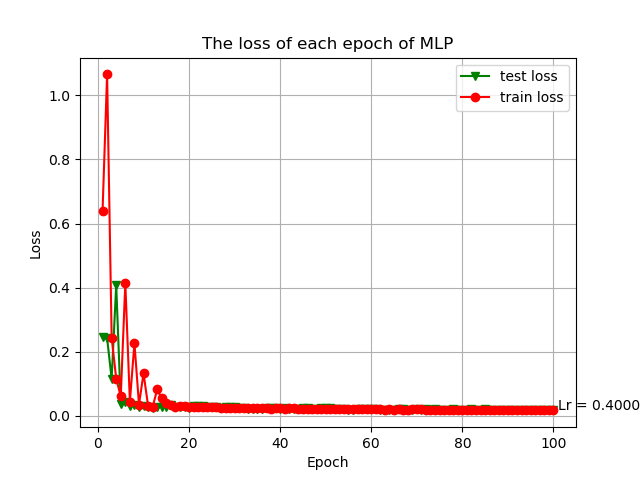 The loss of each epoch of MLP
test loss
train loss
1.0
0.8
0.6
0.4
0.2
0.0
Loss
Lr = 0.4000
0 20 40 60 80 100
Epoch